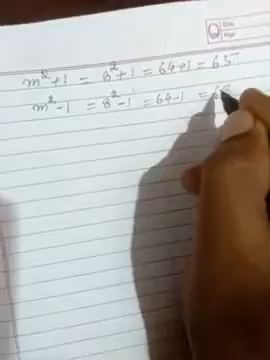 m²+1 = 8²+1 = 64+1 = 65
m²-1 = 8²-1 = 64-1 =